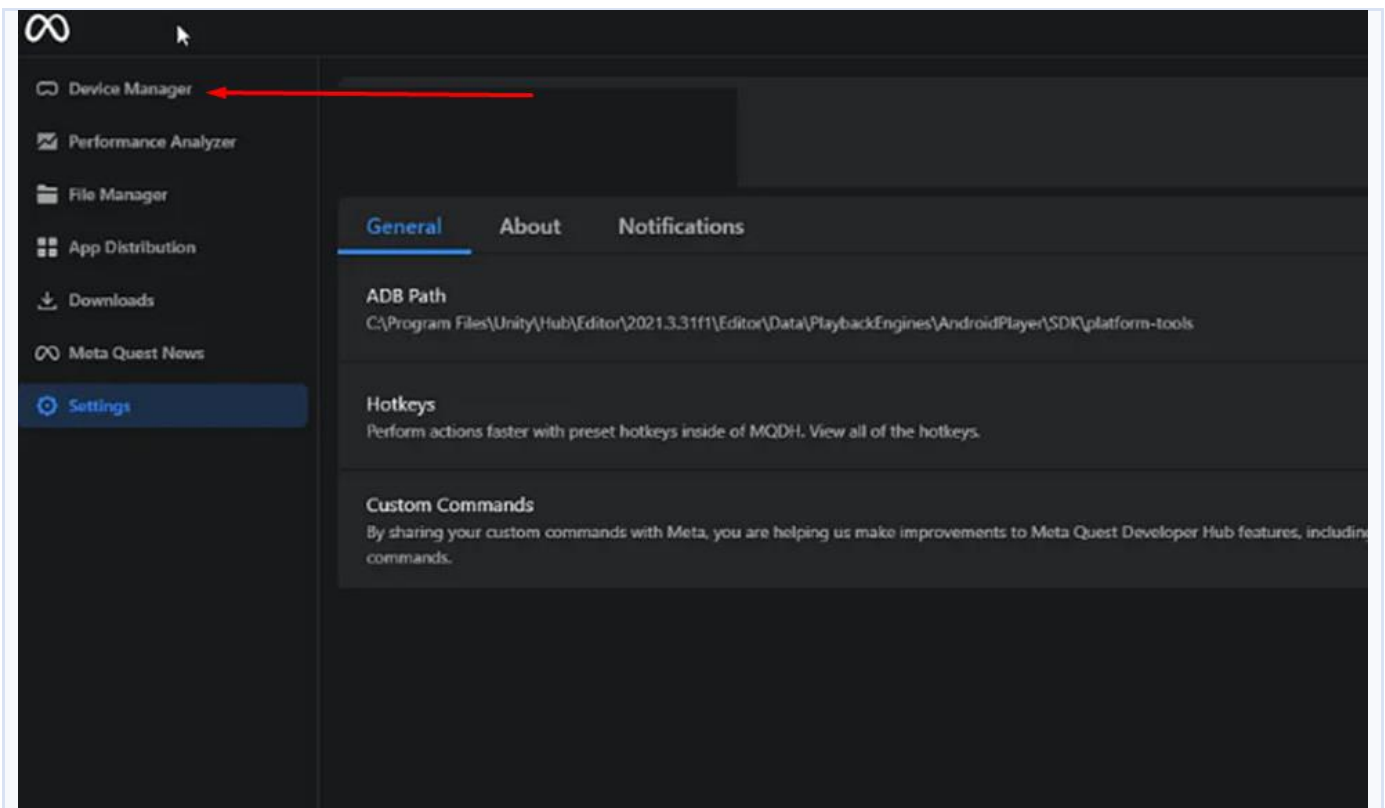 Device Manager
Performance Analyzer
File Manager
App Distribution
Downloads
Meta Quest News
Settings
General About Notifications
ADB Path
C:\Program Files\Unity\Hub\Editor\2021.3.31f1\Editor\Data\PlaybackEngines\AndroidPlayer\SDK\platform-tools
Hotkeys
Perform actions faster with preset hotkeys inside of MQDH. View all of the hotkeys.
Custom Commands
By sharing your custom commands with Meta, you are helping us make improvements to Meta Quest Developer Hub features, including
commands.